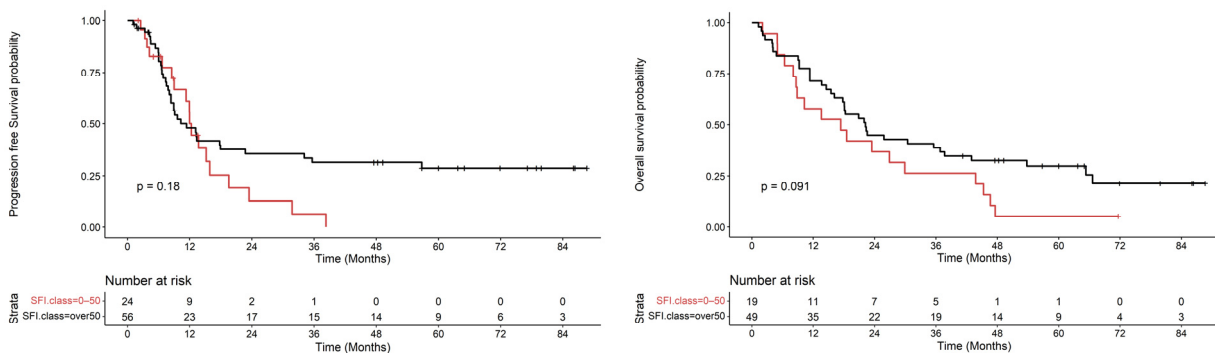 Progression free Survival probability
1.00
0.75
0.50
0.25
0.00
p = 0.18
0 12 24 36 48 60 72 84
Time (Months)
Number at risk
Strata
SFI.class=0–50 24 9 2 1 0 0 0 0
SFI.class=over50 56 23 17 15 14 9 6 3
0 12 24 36 48 60 72 84
Time (Months)
Overall survival probability
1.00
0.75
0.50
0.25
0.00
p = 0.091
0 12 24 36 48 60 72 84
Time (Months)
Number at risk
Strata
SFI.class=0–50 19 11 7 5 1 1 0 0
SFI.class=over50 49 35 22 19 14 9 4 3
0 12 24 36 48 60 72 84
Time (Months)